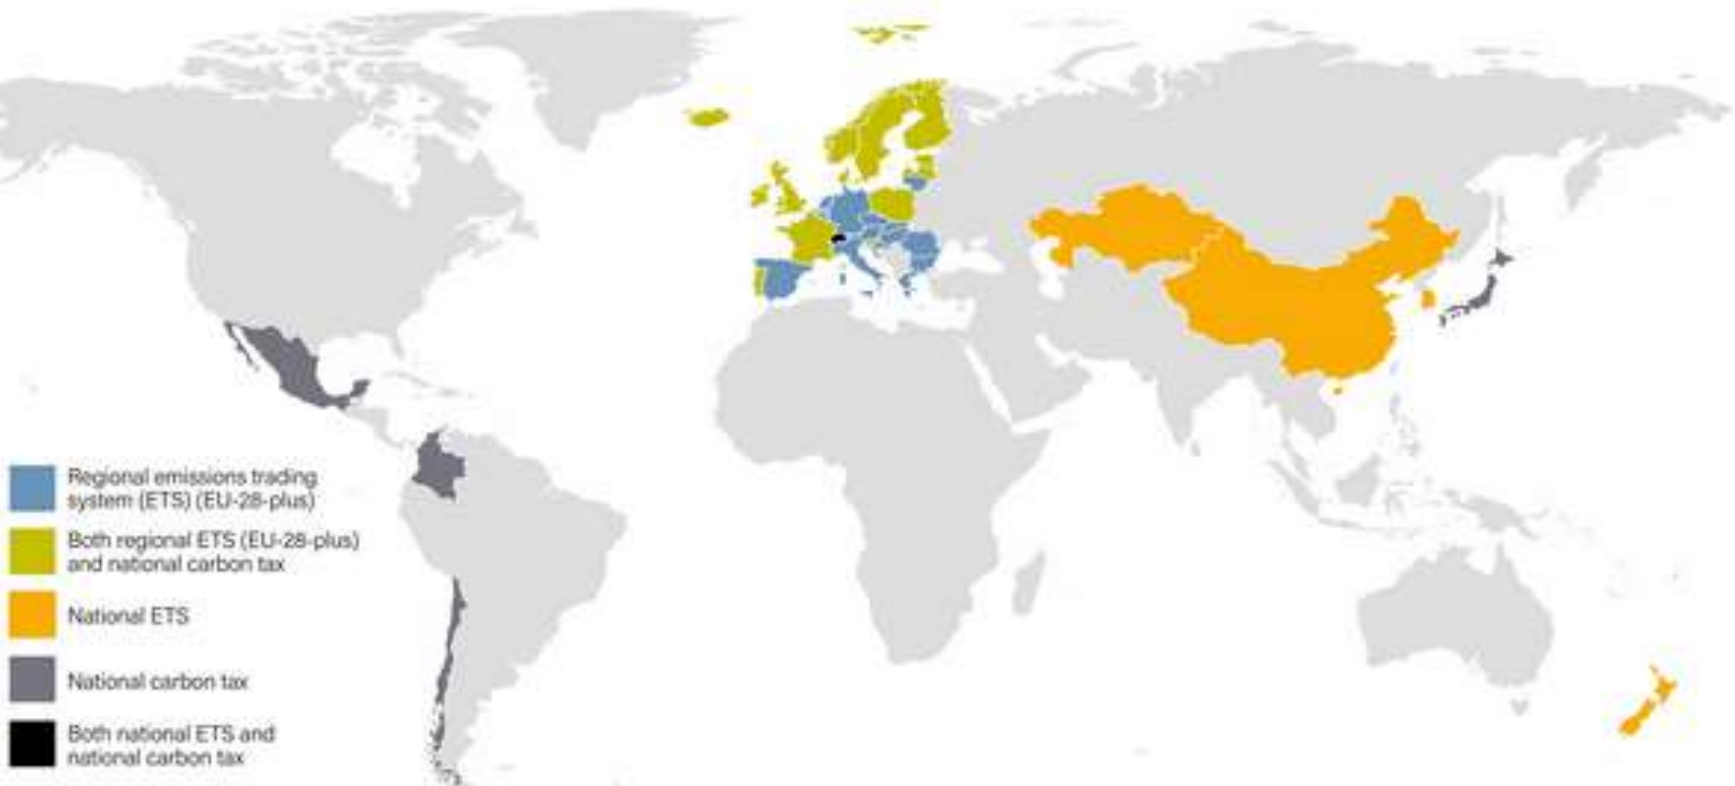 Regional emissions trading
system (ETS) (EU-28-plus)
Both regional ETS (EU-28-plus)
and national carbon tax
National ETS
National carbon tax
Both national ETS and
national carbon tax